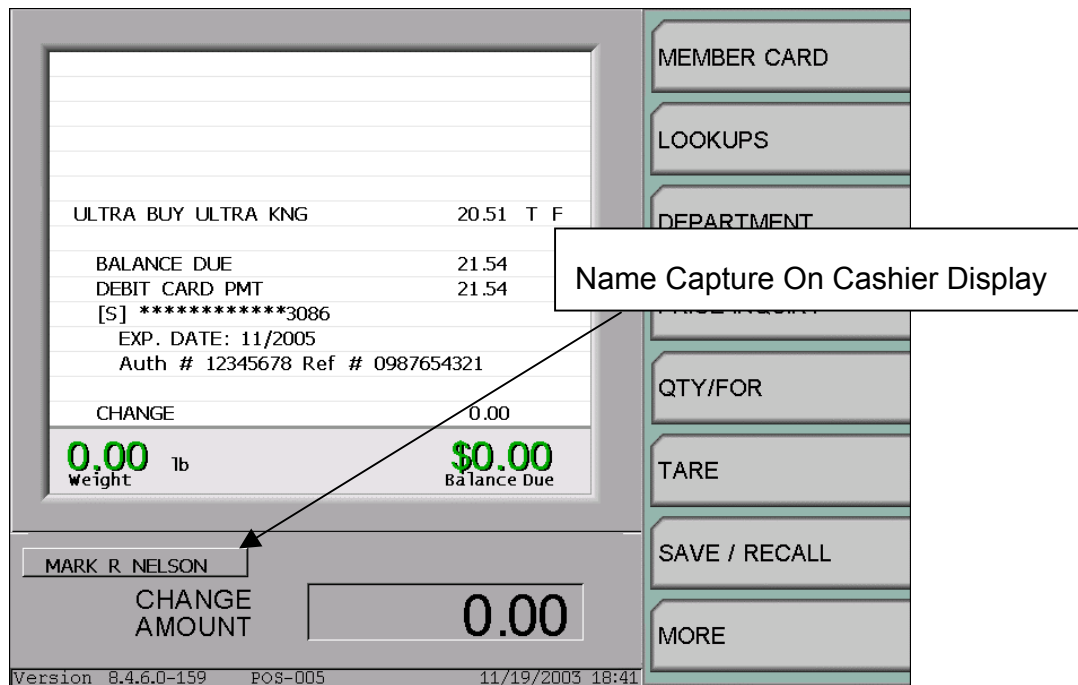 ULTRA BUY ULTRA KNG 20.51 T F
BALANCE DUE 21.54
DEBIT CARD PMT 21.54
[S] ************3086
EXP. DATE: 11/2005
Auth # 12345678 Ref # 0987654321
CHANGE 0.00
0.00 lb $0.00
Weight Balance Due
MARK R NELSON
CHANGE
AMOUNT 0.00
Version 8.4.6.0-159 POS-005 11/19/2003 18:41
MEMBER CARD
LOOKUPS
DEPARTMENT
Name Capture On Cashier Display
PRICE INQUIRY
QTY/FOR
TARE
SAVE / RECALL
MORE